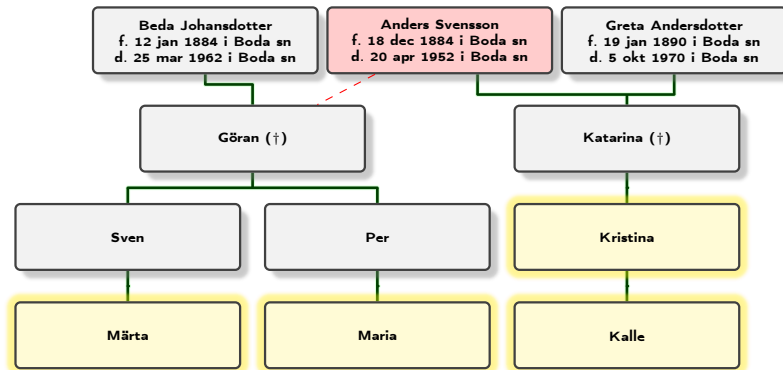 Beda Johansdotter
f. 12 jan 1884 i Boda sn
d. 25 mar 1962 i Boda sn
Anders Svensson
f. 18 dec 1884 i Boda sn
d. 20 apr 1952 i Boda sn
Greta Andersdotter
f. 19 jan 1890 i Boda sn
d. 5 okt 1970 i Boda sn
Göran (†)
Katarina (†)
Sven
Per
Kristina
Märta
Maria
Kalle